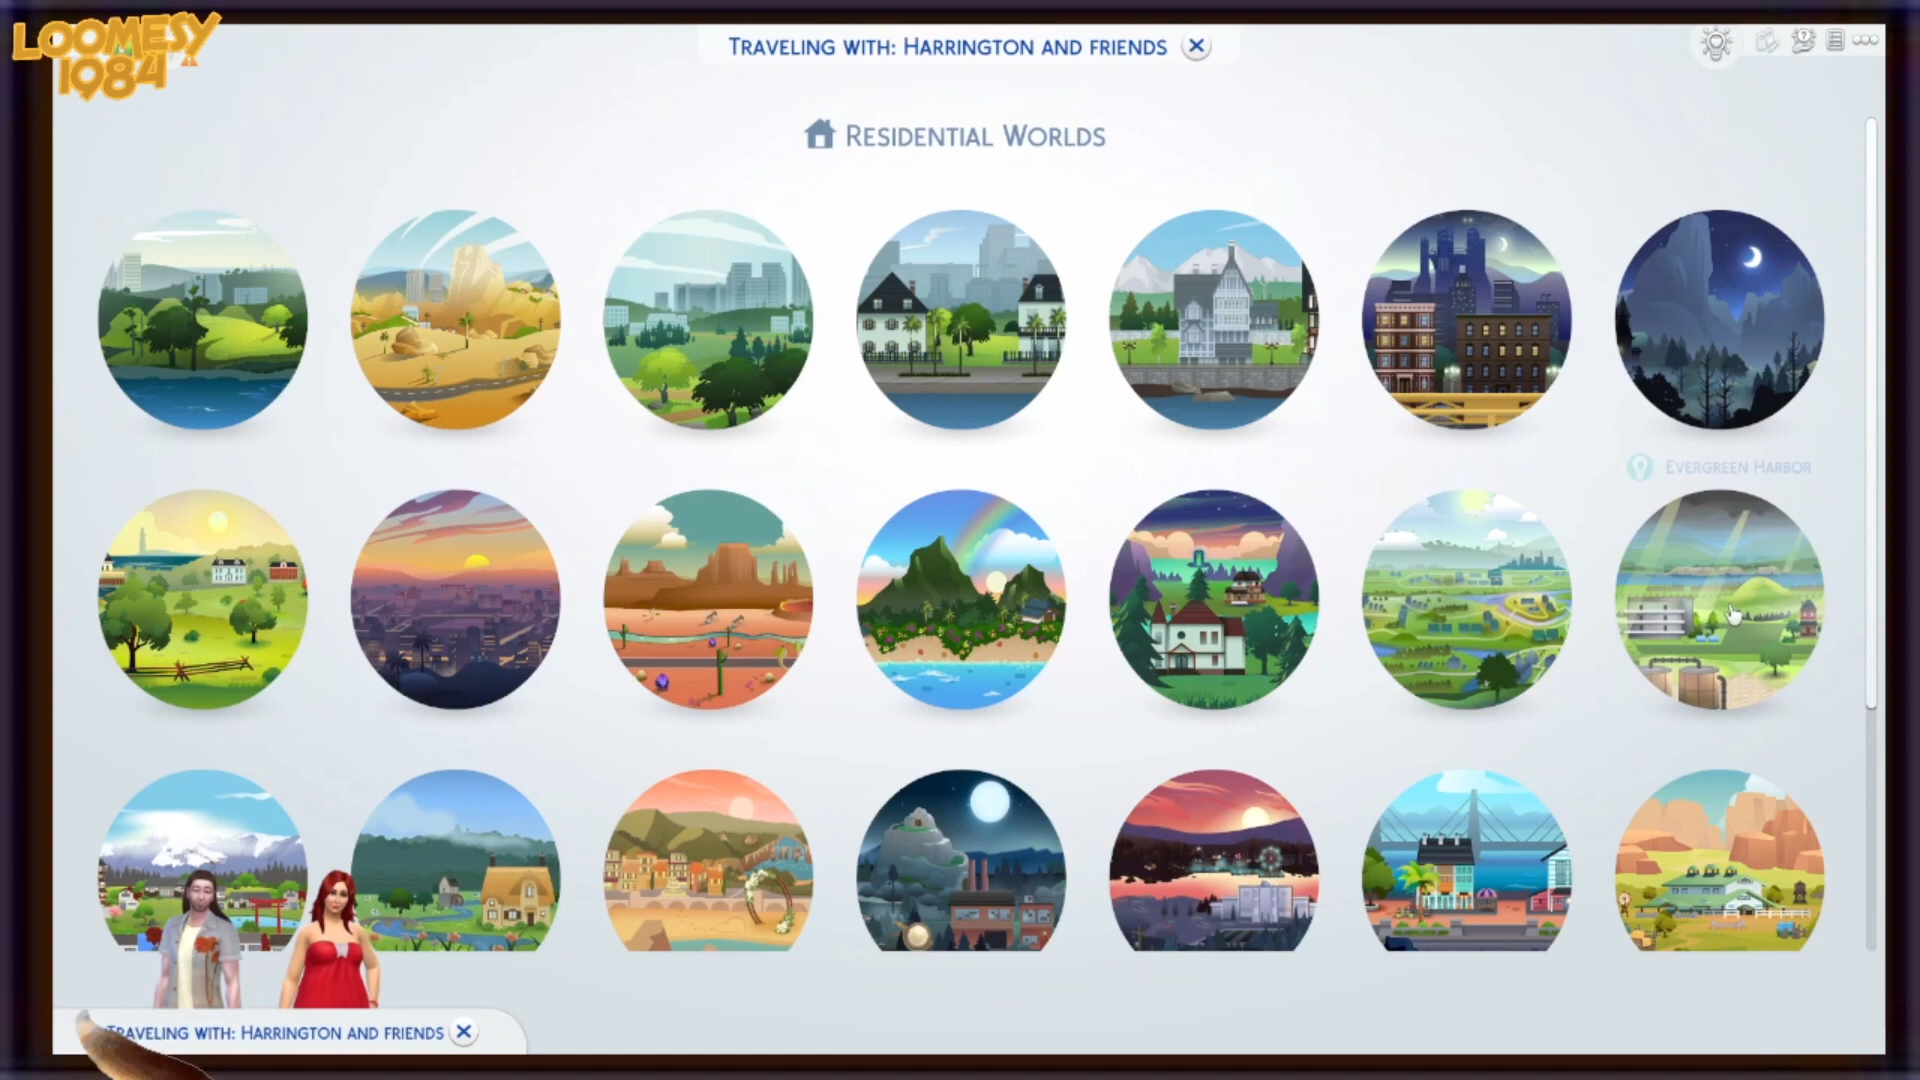 LOOMESY
1984
TRAVELING WITH: HARRINGTON AND FRIENDS
RESIDENTIAL WORLDS
EVERGREEN HARBOR
TRAVELING WITH: HARRINGTON AND FRIENDS